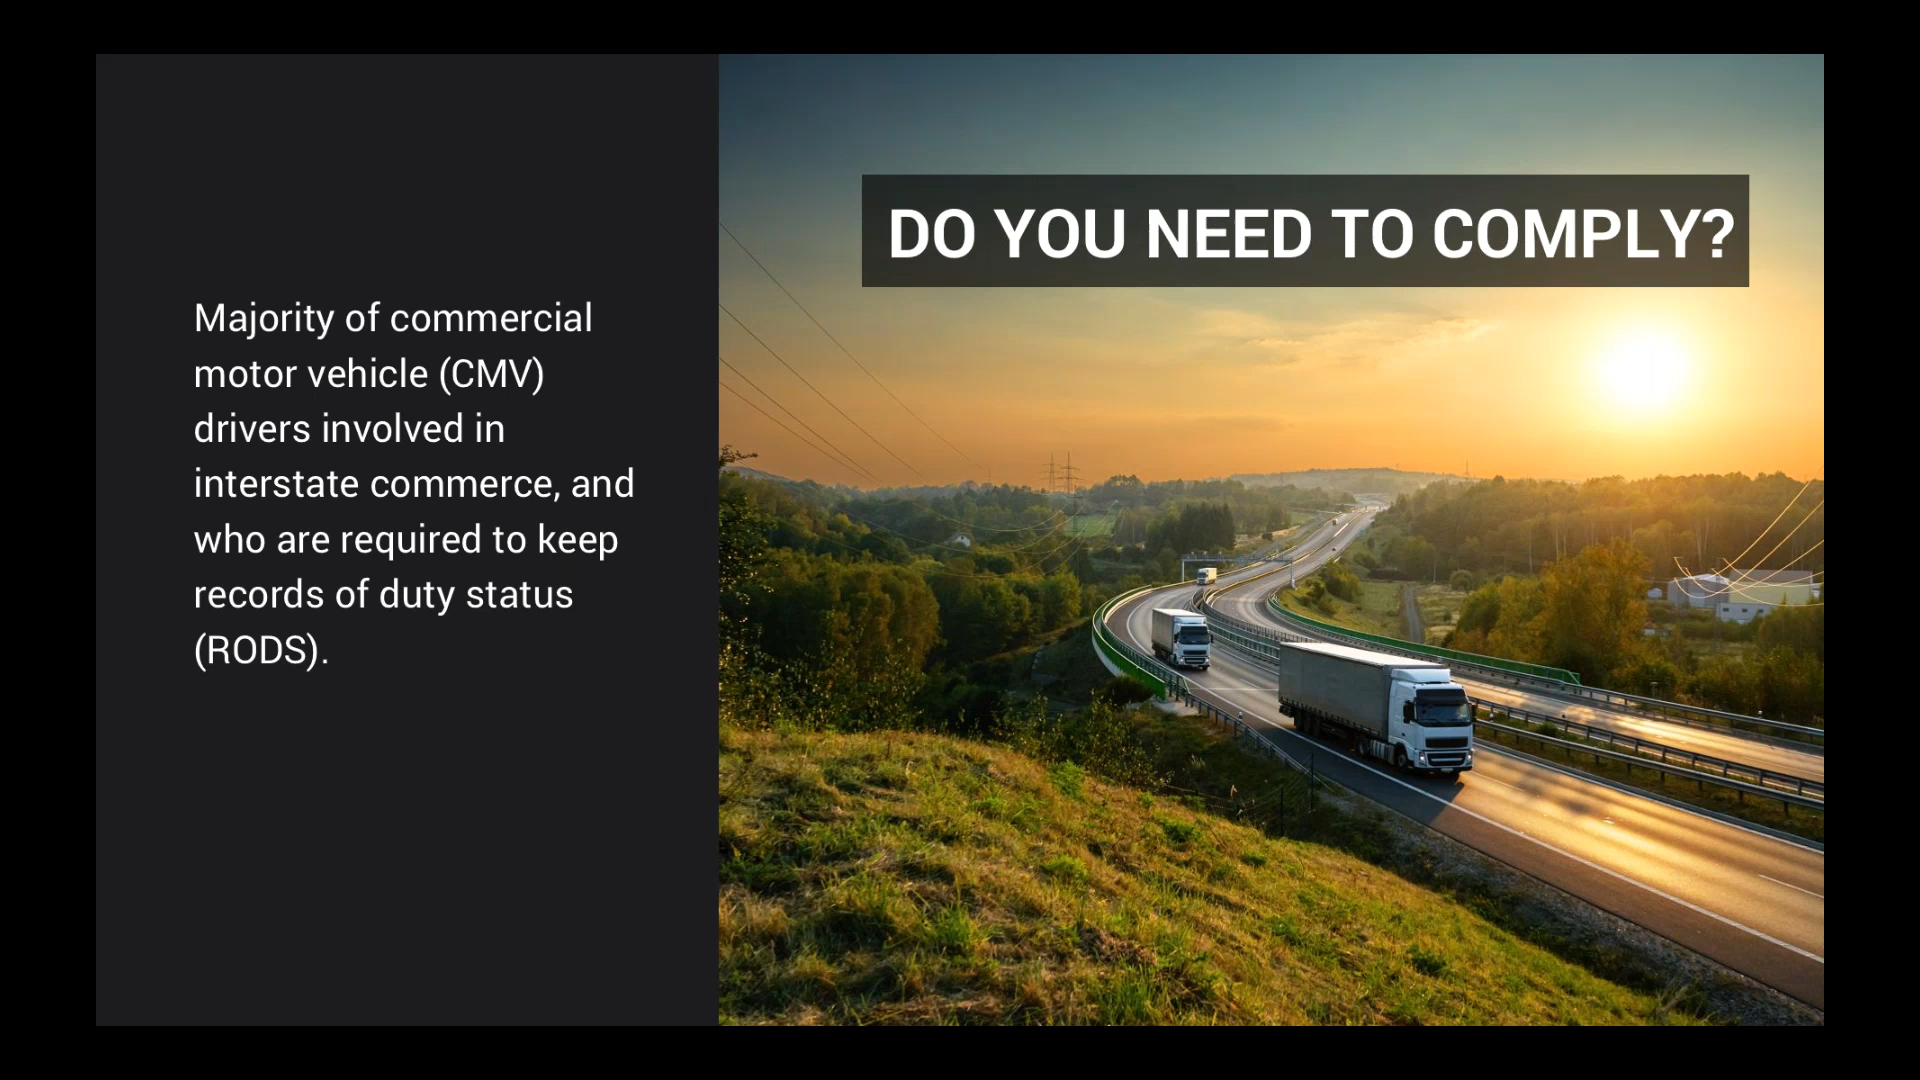 DO YOU NEED TO COMPLY?
Majority of commercial
motor vehicle (CMV)
drivers involved in
interstate commerce, and
who are required to keep
records of duty status
(RODS).